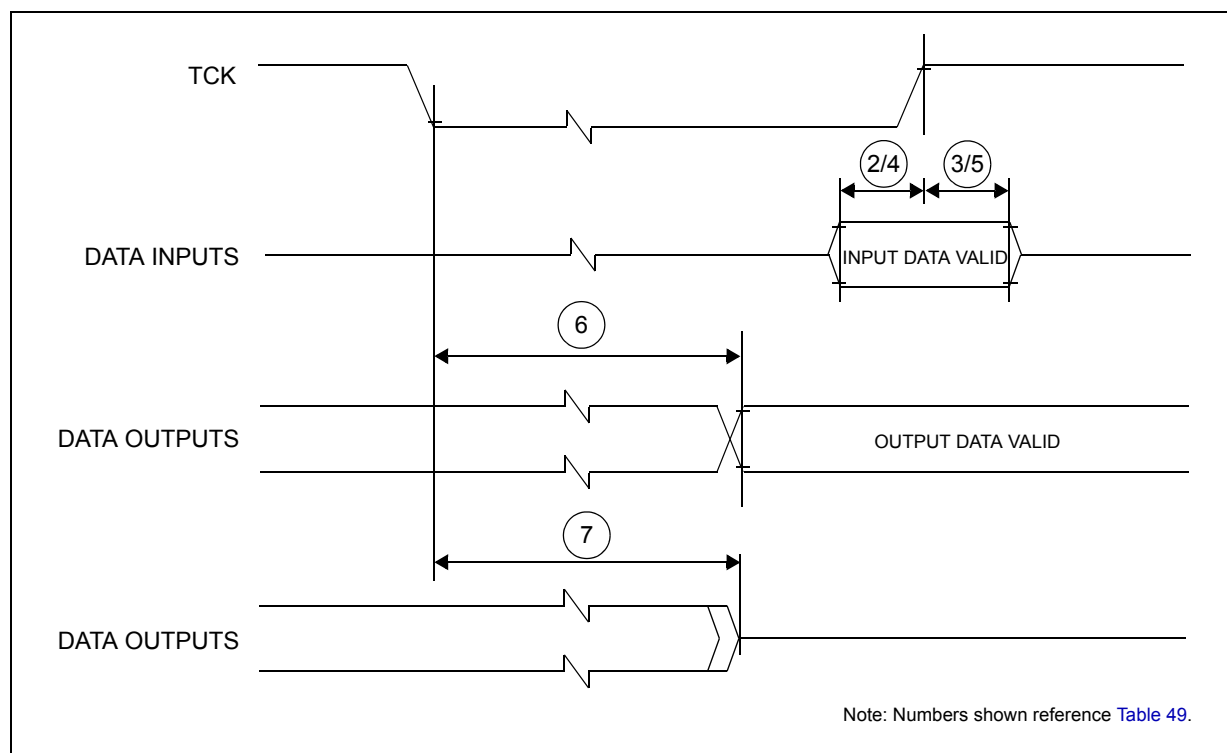 TCK
2/4
3/5
DATA INPUTS
INPUT DATA VALID
6
DATA OUTPUTS
OUTPUT DATA VALID
7
DATA OUTPUTS
Note: Numbers shown reference Table 49.